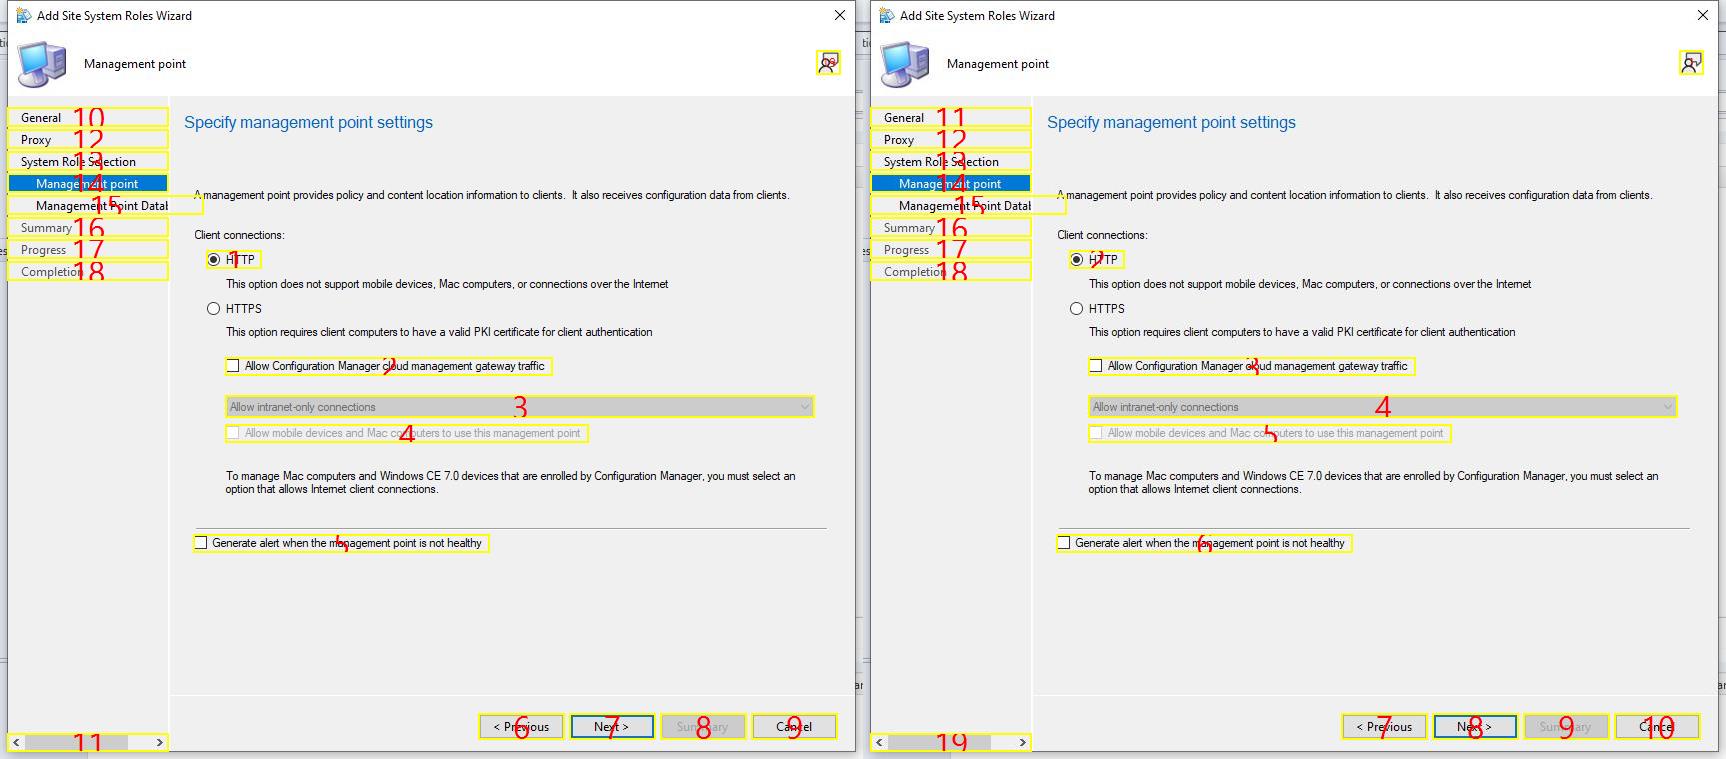 Add Site System Roles Wizard
Management point
19
General 10
Proxy 12
System Role Selection 13
Management point 14
Management Point Datab 15
Summary 16
Progress 17
Completion 18
11
Specify management point settings
A management point provides policy and content location information to clients. It also receives configuration data from clients.
Client connections:
HTTP 1
This option does not support mobile devices, Mac computers, or connections over the Internet
HTTPS
This option requires client computers to have a valid PKI certificate for client authentication
Allow Configuration Manager cloud management gateway traffic 2
Allow intranet-only connections 3
Allow mobile devices and Mac computers to use this management point 4
To manage Mac computers and Windows CE 7.0 devices that are enrolled by Configuration Manager, you must select an
option that allows Internet client connections.
Generate alert when the management point is not healthy 5
< Previous 6
Next > 7
Summary 8
Cancel 9
Add Site System Roles Wizard
Management point
1
General 11
Proxy 12
System Role Selection 13
Management point 14
Management Point Datab 15
Summary 16
Progress 17
Completion 18
19
Specify management point settings
A management point provides policy and content location information to clients. It also receives configuration data from clients.
Client connections:
HTTP 2
This option does not support mobile devices, Mac computers, or connections over the Internet
HTTPS
This option requires client computers to have a valid PKI certificate for client authentication
Allow Configuration Manager cloud management gateway traffic 3
Allow intranet-only connections 4
Allow mobile devices and Mac computers to use this management point 5
To manage Mac computers and Windows CE 7.0 devices that are enrolled by Configuration Manager, you must select an
option that allows Internet client connections.
Generate alert when the management point is not healthy 6
< Previous 7
Next > 8
Summary 9
Cancel 10